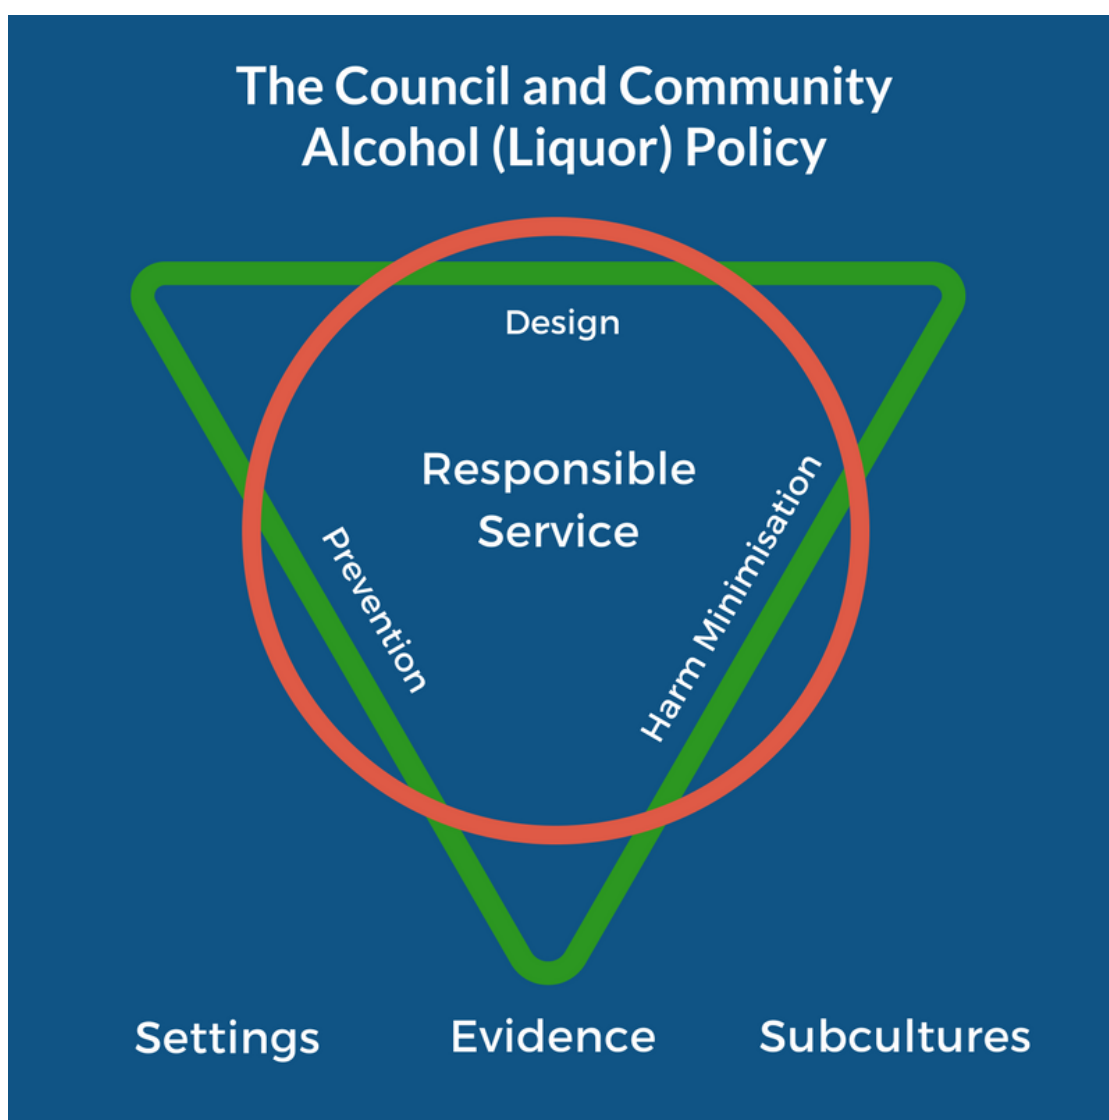 The Council and Community
Alcohol (Liquor) Policy
Design
Responsible
Service
Prevention
Harm Minimisation
Settings
Evidence
Subcultures